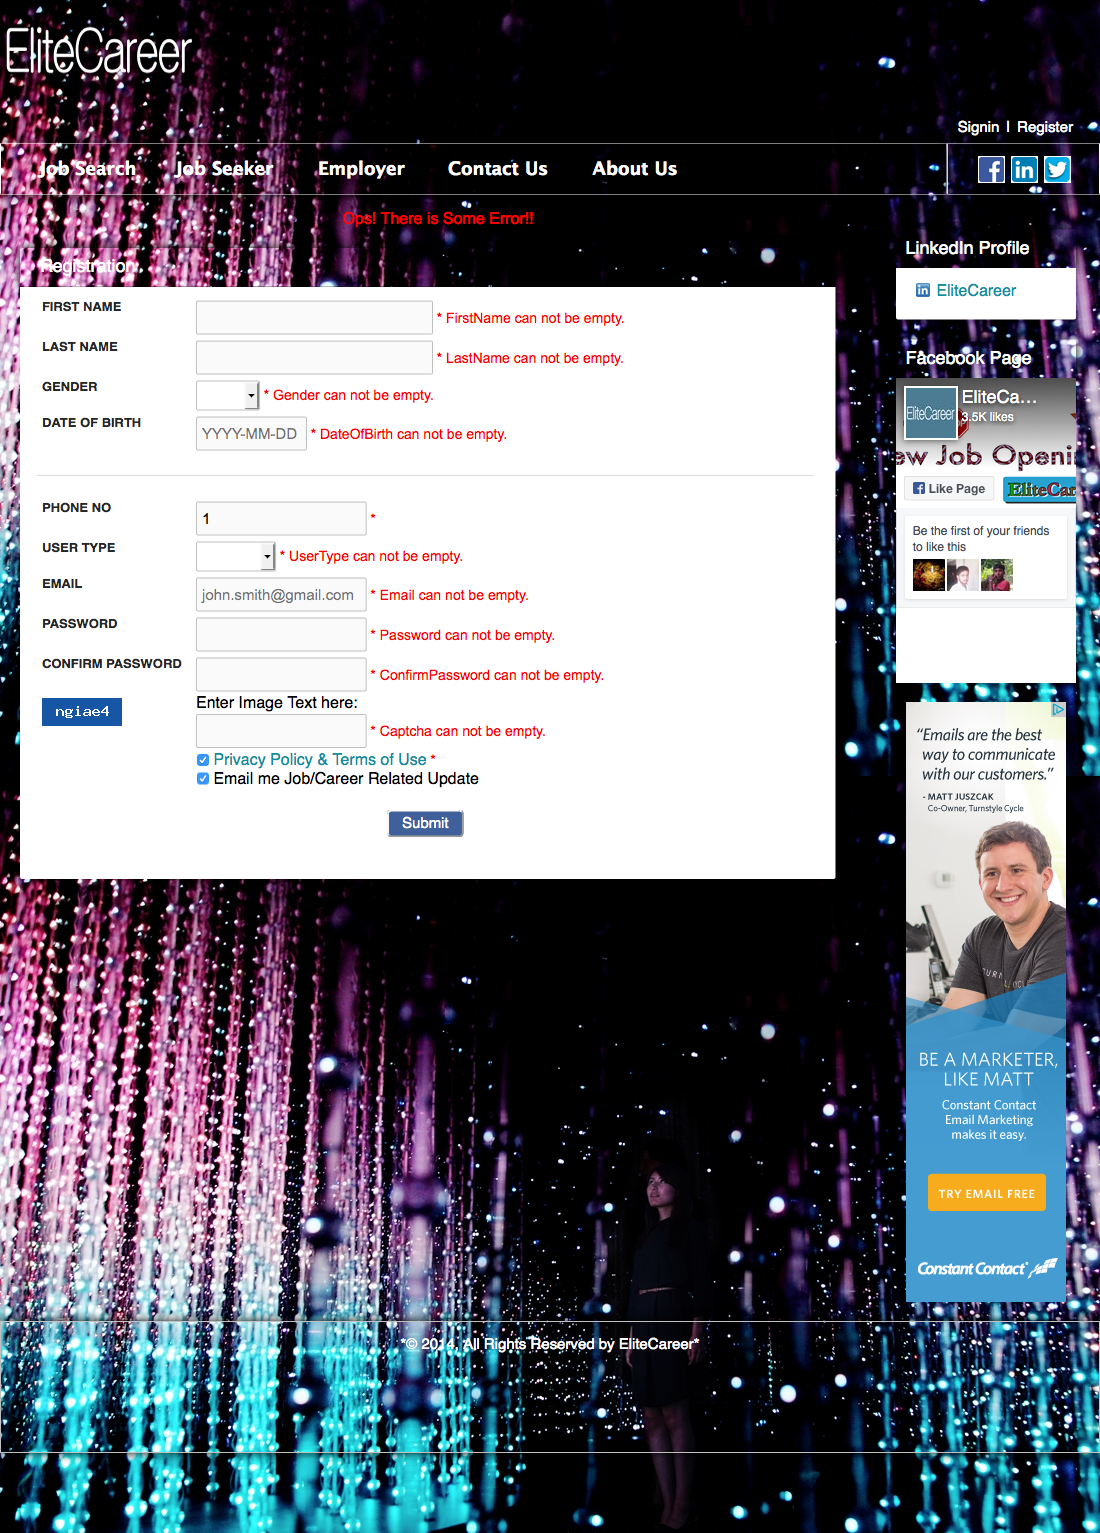 EliteCareer
Signin | Register
Job Search Job Seeker Employer Contact Us About Us
Ops! There is Some Error!!
Registration
FIRST NAME * FirstName can not be empty.
LAST NAME * LastName can not be empty.
GENDER * Gender can not be empty.
DATE OF BIRTH YYYY-MM-DD * DateOfBirth can not be empty.
PHONE NO 1 *
USER TYPE * UserType can not be empty.
EMAIL john.smith@gmail.com * Email can not be empty.
PASSWORD * Password can not be empty.
CONFIRM PASSWORD * ConfirmPassword can not be empty.
Enter Image Text here:
ngiae4 * Captcha can not be empty.
Privacy Policy & Terms of Use *
Email me Job/Career Related Update
Submit
LinkedIn Profile
EliteCareer
Facebook Page
EliteCareer
EliteCa...
3.5K likes
ew Job Openi
Like Page
EliteCar
Be the first of your friends
to like this
“Emails are the best
way to communicate
with our customers.”
- MATT JUSZCAK
Co-Owner, Turnstyle Cycle
BE A MARKETER,
LIKE MATT
Constant Contact
Email Marketing
makes it easy.
TRY EMAIL FREE
Constant Contact
*© 2014, All Rights Reserved by EliteCareer*